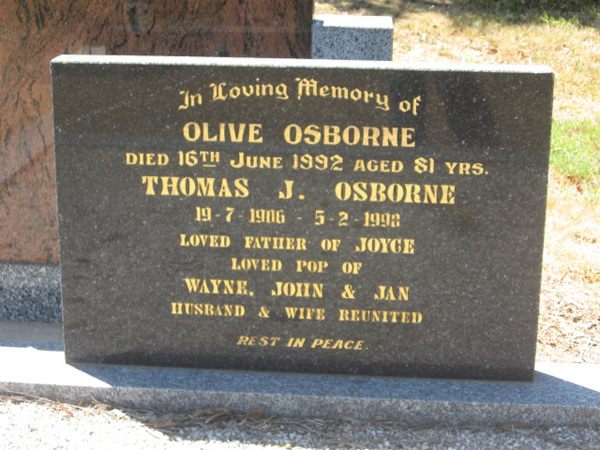 In Loving Memory of
OLIVE OSBORNE
DIED 16TH JUNE 1992 AGED 81 YRS.
THOMAS J. OSBORNE
19-7-1906 - 5-2-1998
LOVED FATHER OF JOYCE
LOVED POP OF
WAYNE, JOHN & JAN
HUSBAND & WIFE REUNITED
REST IN PEACE.